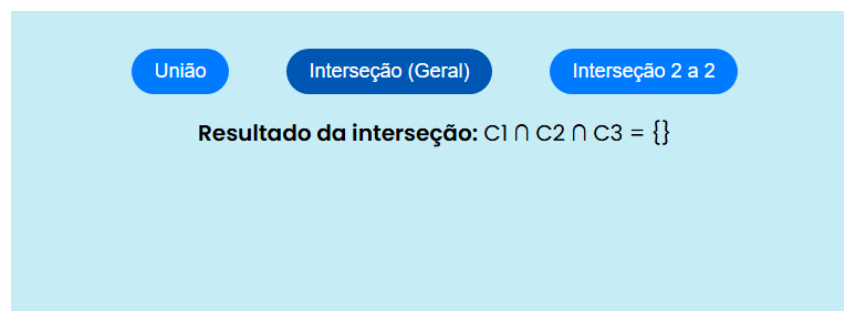 União Interseção (Geral) Interseção 2 a 2
Resultado da interseção: C1 ∩ C2 ∩ C3 = {}